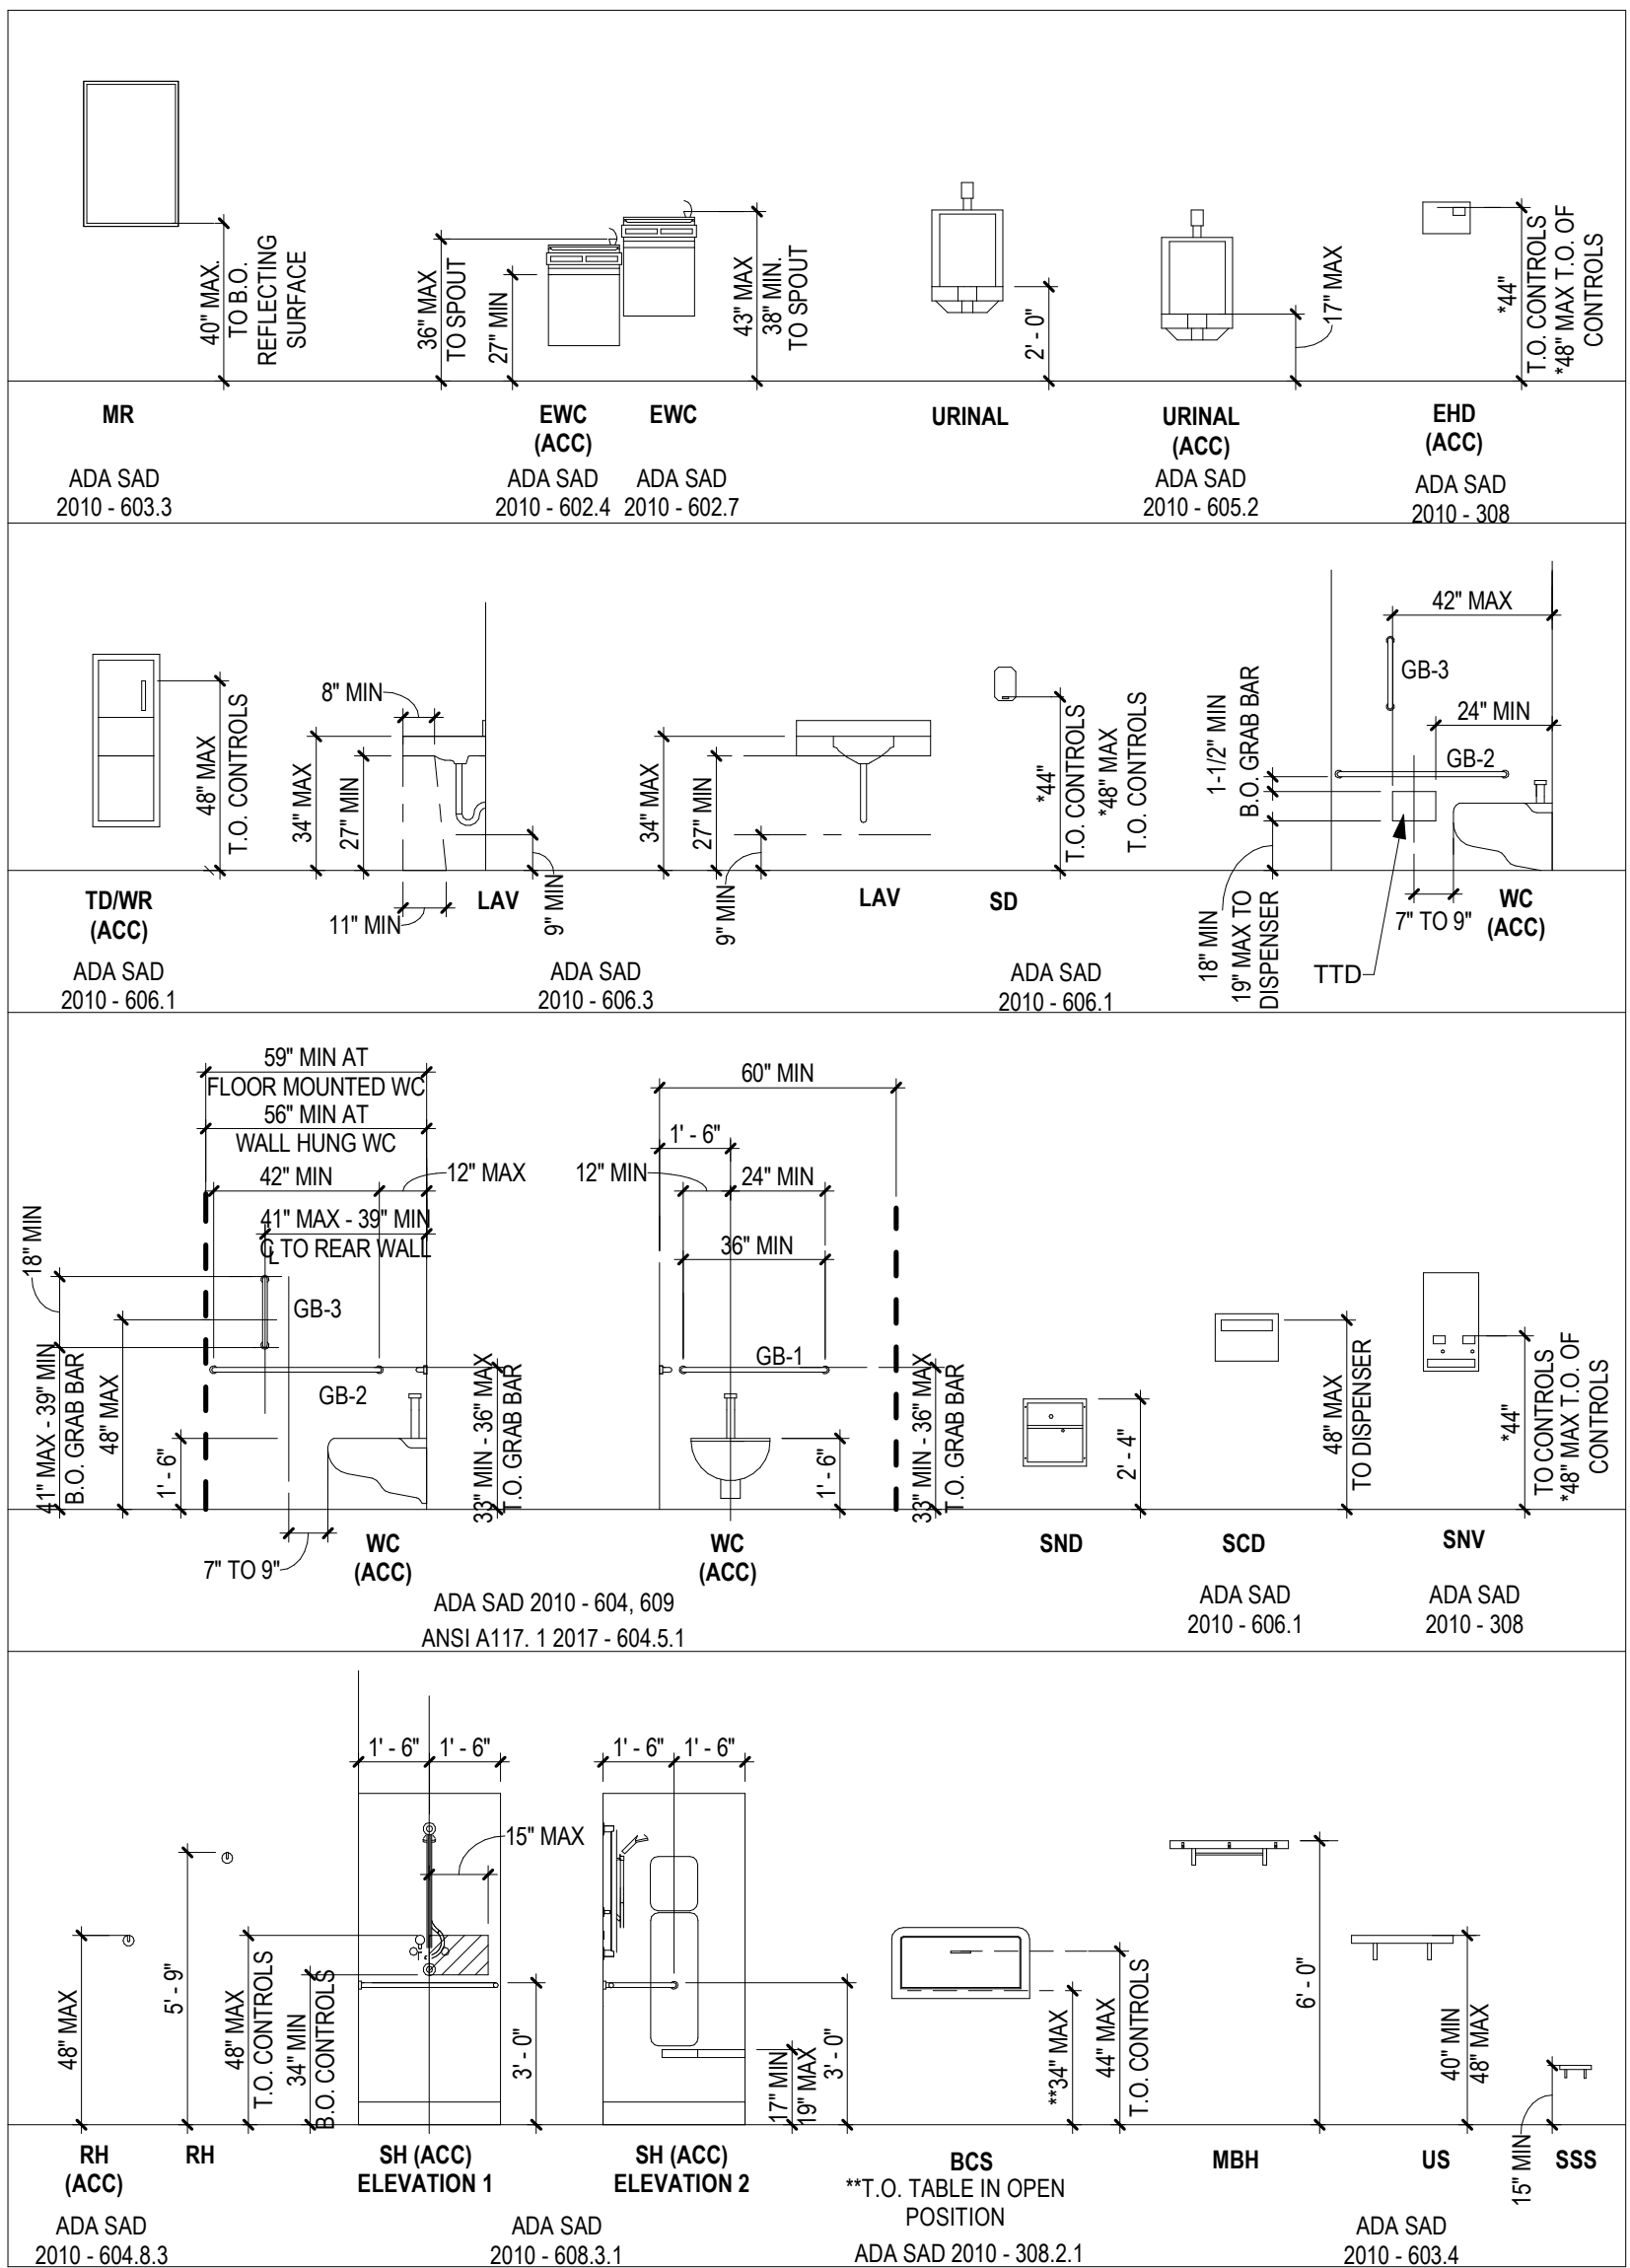 40" MAX.
TO B.O.
REFLECTING
SURFACE
36" MAX
TO SPOUT
27" MIN
43" MAX
38" MIN.
TO SPOUT
2' - 0"
17" MAX
*44"
T.O. CONTROLS
*48" MAX T.O. OF
CONTROLS
MR
EWC
(ACC)
EWC
URINAL
URINAL
(ACC)
EHD
(ACC)
ADA SAD
2010 - 603.3
ADA SAD
2010 - 602.4
ADA SAD
2010 - 602.7
ADA SAD
2010 - 605.2
ADA SAD
2010 - 308
48" MAX
T.O. CONTROLS
8" MIN
34" MAX
27" MIN
11" MIN
9" MIN
34" MAX
27" MIN
9" MIN
*44"
T.O. CONTROLS
*48" MAX
T.O. CONTROLS
42" MAX
GB-3
24" MIN
GB-2
1-1/2" MIN
B.O. GRAB BAR
18" MIN
19" MAX TO
DISPENSER
TTD
7" TO 9"
TD/WR
(ACC)
LAV
LAV
SD
WC
(ACC)
ADA SAD
2010 - 606.1
ADA SAD
2010 - 606.3
ADA SAD
2010 - 606.1
59" MIN AT
FLOOR MOUNTED WC
56" MIN AT
WALL HUNG WC
42" MIN
12" MAX
41" MAX - 39" MIN
CL TO REAR WALL
18" MIN
GB-3
GB-2
41" MAX - 39" MIN
B.O. GRAB BAR
48" MAX
1' - 6"
33" MIN - 36" MAX
T.O. GRAB BAR
7" TO 9"
60" MIN
1' - 6"
12" MIN
24" MIN
36" MIN
GB-1
1' - 6"
33" MIN - 36" MAX
T.O. GRAB BAR
2' - 4"
48" MAX
TO DISPENSER
*44"
TO CONTROLS
*48" MAX T.O. OF
CONTROLS
WC
(ACC)
WC
(ACC)
SND
SCD
SNV
ADA SAD 2010 - 604, 609
ANSI A117. 1 2017 - 604.5.1
ADA SAD
2010 - 606.1
ADA SAD
2010 - 308
48" MAX
5' - 9"
48" MAX
T.O. CONTROLS
34" MIN
B.O. CONTROLS
1' - 6"
1' - 6"
15" MAX
3' - 0"
1' - 6"
1' - 6"
17" MIN
19" MAX
3' - 0"
**34" MAX
44" MAX
T.O. CONTROLS
6' - 0"
40" MIN
48" MAX
15" MIN
RH
(ACC)
RH
SH (ACC)
ELEVATION 1
SH (ACC)
ELEVATION 2
BCS
**T.O. TABLE IN OPEN
POSITION
MBH
US
SSS
ADA SAD
2010 - 604.8.3
ADA SAD
2010 - 608.3.1
ADA SAD 2010 - 308.2.1
ADA SAD
2010 - 603.4